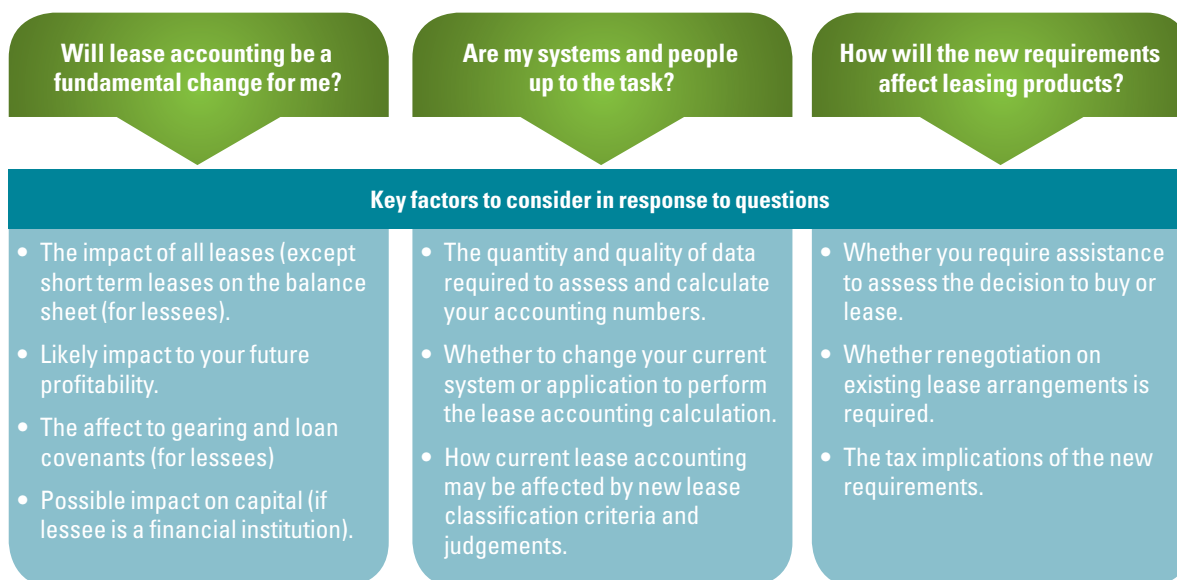 Will lease accounting be a
fundamental change for me?
Are my systems and people
up to the task?
How will the new requirements
affect leasing products?
Key factors to consider in response to questions
• The impact of all leases (except
short term leases on the balance
sheet (for lessees).
• Likely impact to your future
profitability.
• The affect to gearing and loan
covenants (for lessees)
• Possible impact on capital (if
lessee is a financial institution).
• The quantity and quality of data
required to assess and calculate
your accounting numbers.
• Whether to change your current
system or application to perform
the lease accounting calculation.
• How current lease accounting
may be affected by new lease
classification criteria and
judgements.
• Whether you require assistance
to assess the decision to buy or
lease.
• Whether renegotiation on
existing lease arrangements is
required.
• The tax implications of the new
requirements.